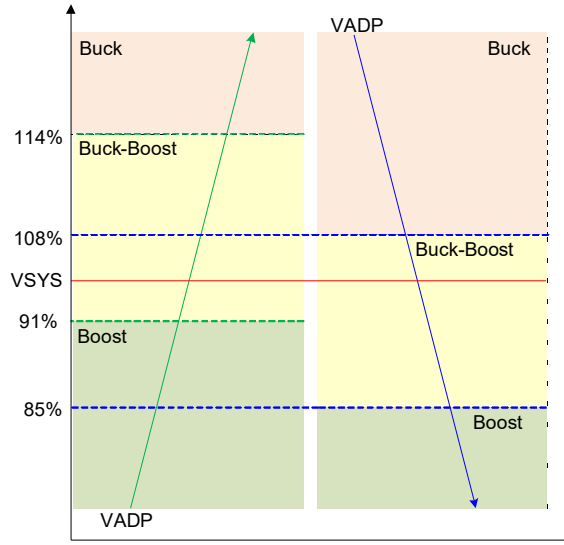 VADP
Buck
Buck
114%
Buck-Boost
108%
Buck-Boost
VSYS
91%
Boost
85%
Boost
VADP